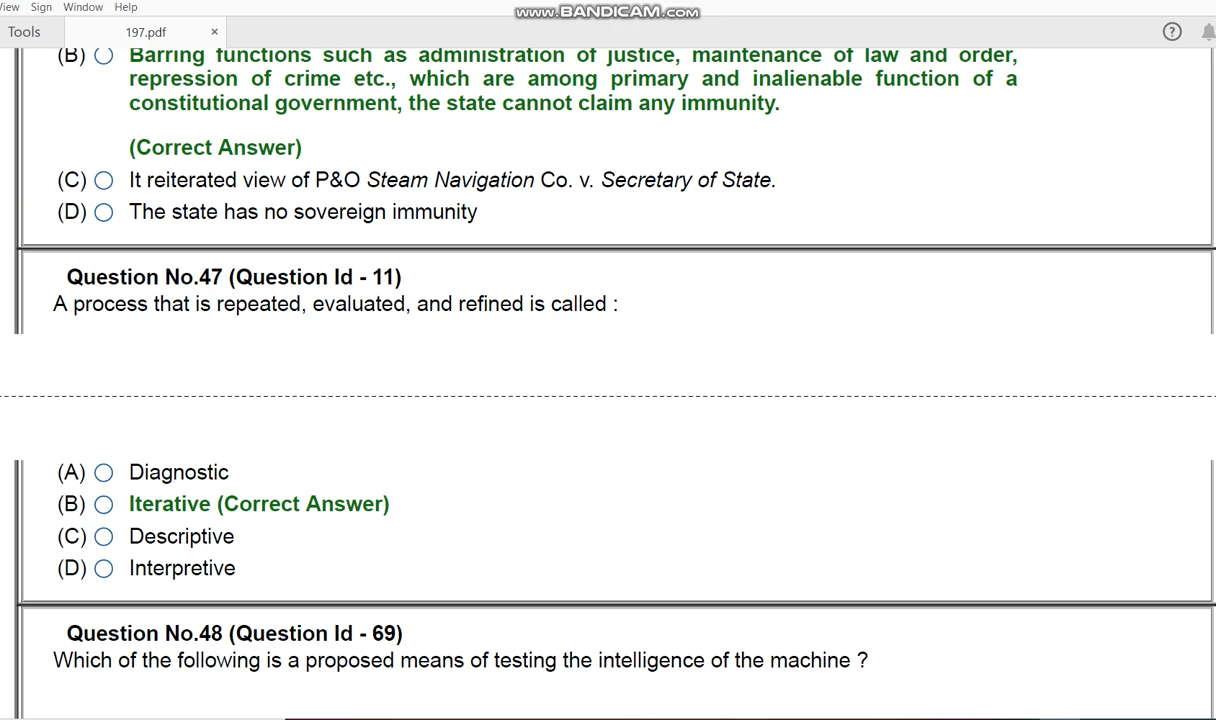 View Sign Window Help
www.BANDICAM.com
Tools 197.pdf × ?
(B) Barring functions such as administration of justice, maintenance of law and order,
repression of crime etc., which are among primary and inalienable function of a
constitutional government, the state cannot claim any immunity.
(Correct Answer)
(C) It reiterated view of P&O Steam Navigation Co. v. Secretary of State.
(D) The state has no sovereign immunity
Question No.47 (Question Id - 11)
A process that is repeated, evaluated, and refined is called :
(A) Diagnostic
(B) Iterative (Correct Answer)
(C) Descriptive
(D) Interpretive
Question No.48 (Question Id - 69)
Which of the following is a proposed means of testing the intelligence of the machine ?